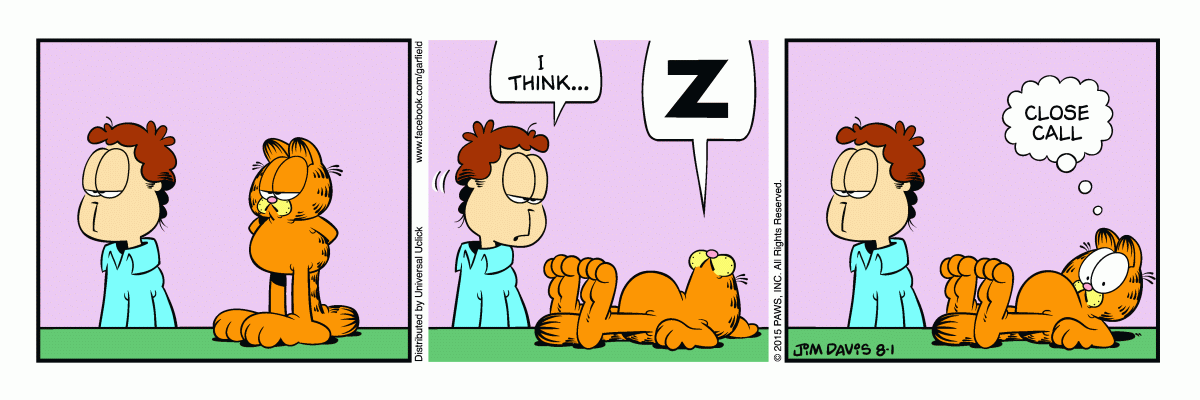 www.facebook.com/garfield
Distributed by Universal Uclick
I
THINK...
Z
© 2015 PAWS, INC. All Rights Reserved.
CLOSE
CALL
JIM DAVIS 8-1